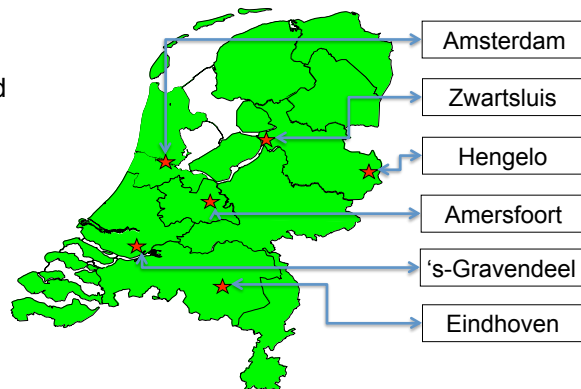 d
Amsterdam
Zwartsluis
Hengelo
Amersfoort
‘s-Gravendeel
Eindhoven